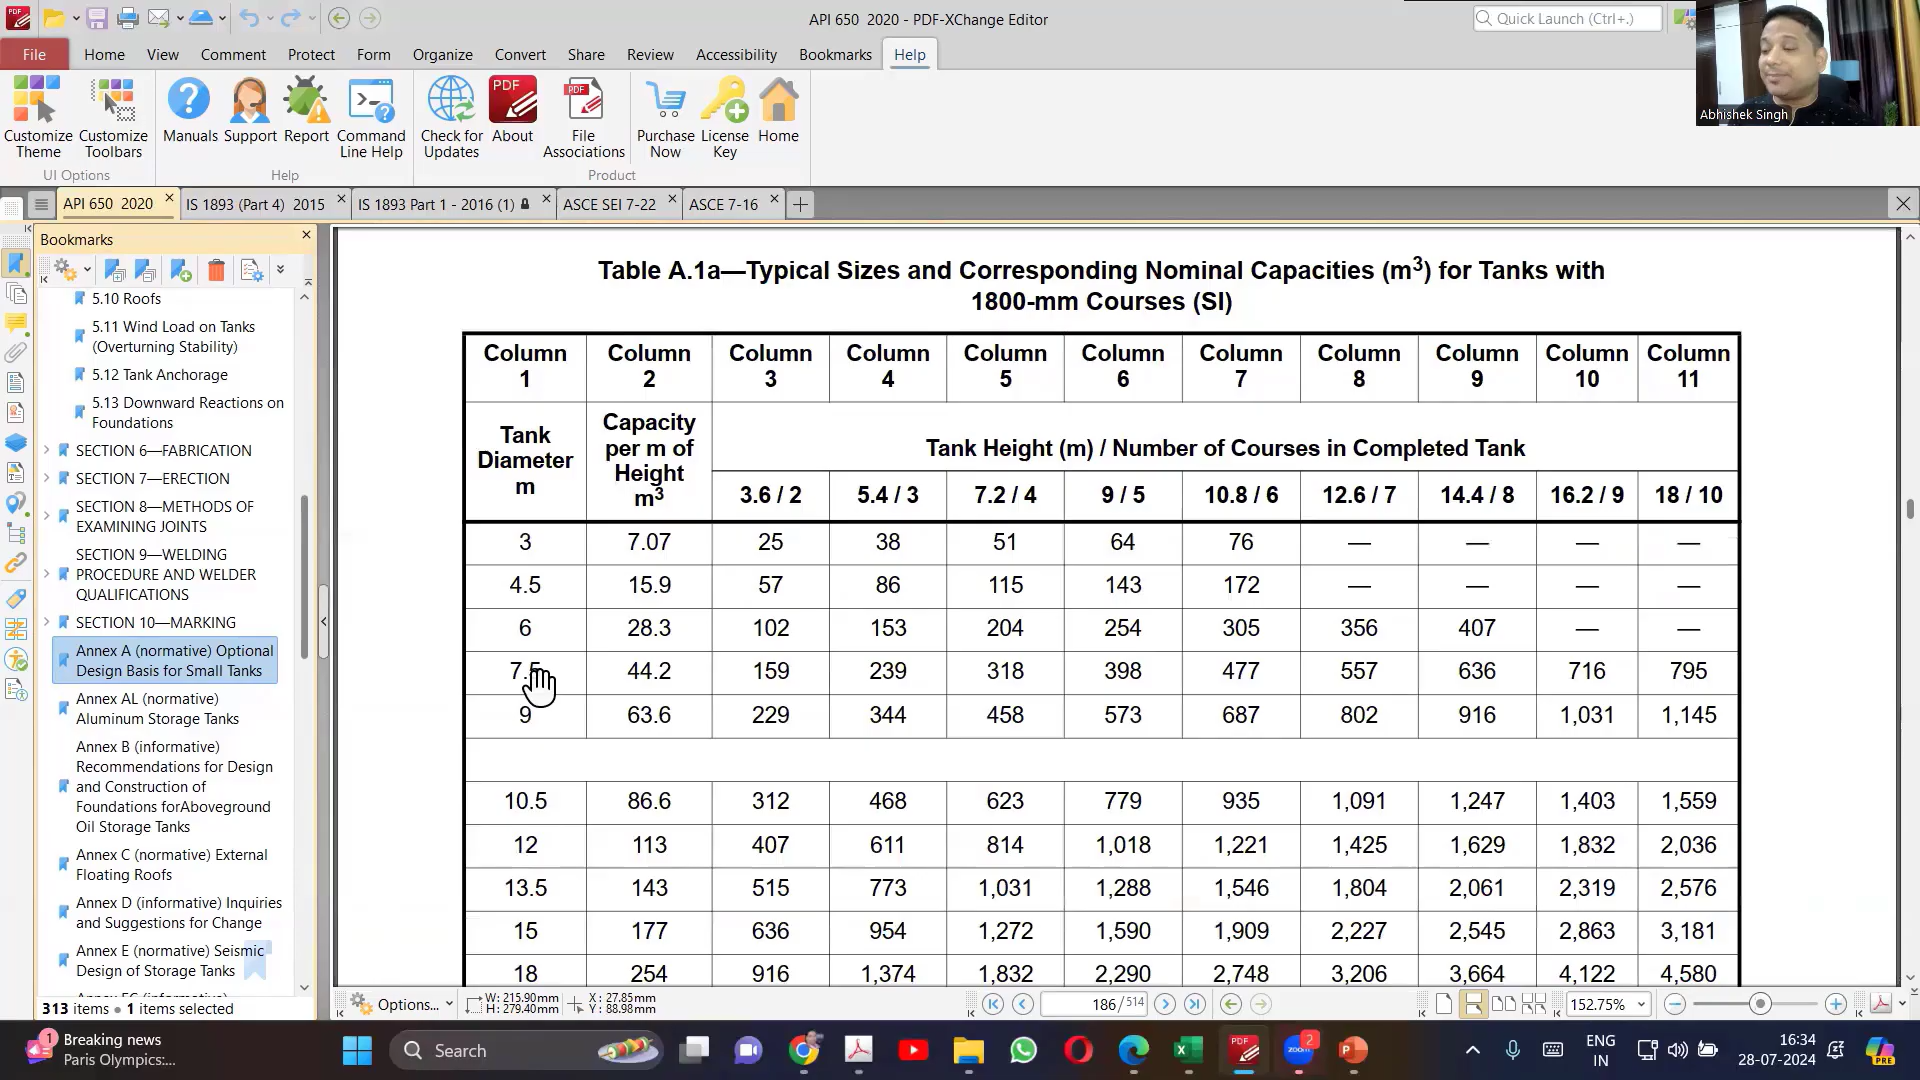 API 650 2020 - PDF-XChange Editor
Quick Launch (Ctrl+.)
File Home View Comment Protect Form Organize Convert Share Review Accessibility Bookmarks Help
Customize Theme
Customize Toolbars
Manuals
Support
Report
Command Line Help
Check for Updates
PDF
About
PDF
File Associations
Purchase Now
License Key
Home
UI Options
Help
Product
Abhishek Singh
API 650 2020
IS 1893 (Part 4) 2015
IS 1893 Part 1 - 2016 (1)
ASCE SEI 7-22
ASCE 7-16
Bookmarks
5.10 Roofs
5.11 Wind Load on Tanks
(Overturning Stability)
5.12 Tank Anchorage
5.13 Downward Reactions on
Foundations
SECTION 6—FABRICATION
SECTION 7—ERECTION
SECTION 8—METHODS OF
EXAMINING JOINTS
SECTION 9—WELDING
PROCEDURE AND WELDER
QUALIFICATIONS
SECTION 10—MARKING
Annex A (normative) Optional
Design Basis for Small Tanks
Annex AL (normative)
Aluminum Storage Tanks
Annex B (informative)
Recommendations for Design
and Construction of
Foundations forAboveground
Oil Storage Tanks
Annex C (normative) External
Floating Roofs
Annex D (informative) Inquiries
and Suggestions for Change
Annex E (normative) Seismic
Design of Storage Tanks
313 items • 1 items selected
Table A.1a—Typical Sizes and Corresponding Nominal Capacities (m³) for Tanks with
1800-mm Courses (SI)
Column 1 Column 2 Column 3 Column 4 Column 5 Column 6 Column 7 Column 8 Column 9 Column 10 Column 11
Tank Diameter m
Capacity per m of Height m³
Tank Height (m) / Number of Courses in Completed Tank
3.6 / 2 5.4 / 3 7.2 / 4 9 / 5 10.8 / 6 12.6 / 7 14.4 / 8 16.2 / 9 18 / 10
3 7.07 25 38 51 64 76 — — — —
4.5 15.9 57 86 115 143 172 — — — —
6 28.3 102 153 204 254 305 356 407 — —
7.5 44.2 159 239 318 398 477 557 636 716 795
9 63.6 229 344 458 573 687 802 916 1,031 1,145
10.5 86.6 312 468 623 779 935 1,091 1,247 1,403 1,559
12 113 407 611 814 1,018 1,221 1,425 1,629 1,832 2,036
13.5 143 515 773 1,031 1,288 1,546 1,804 2,061 2,319 2,576
15 177 636 954 1,272 1,590 1,909 2,227 2,545 2,863 3,181
18 254 916 1,374 1,832 2,290 2,748 3,206 3,664 4,122 4,580
Options...
W: 215.90mm
H: 279.40mm
X: 27.85mm
Y: 88.98mm
186 / 514
152.75%
1
Breaking news
Paris Olympics:...
Search
PDF
zoom
2
ENG
IN
16:34
28-07-2024
PRE